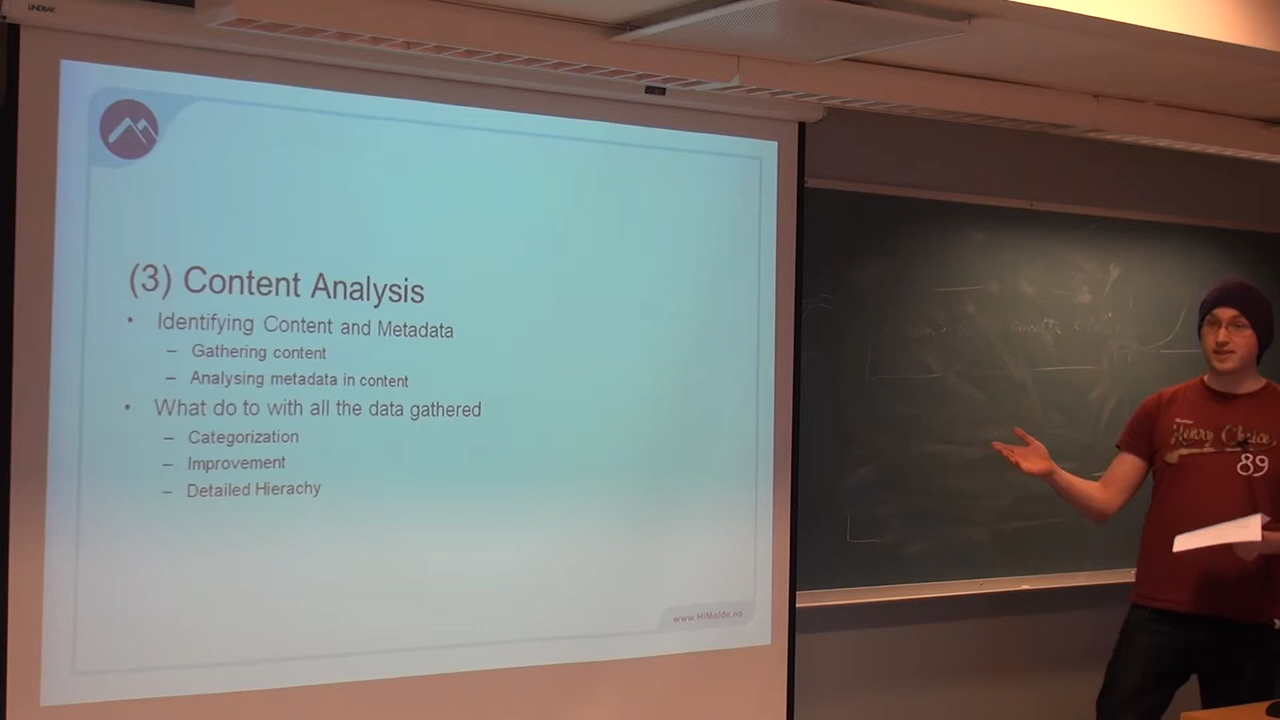 (3) Content Analysis
• Identifying Content and Metadata
– Gathering content
– Analysing metadata in content
• What do to with all the data gathered
– Categorization
– Improvement
– Detailed Hierachy
www.HiMolde.no
Henry Choice
89